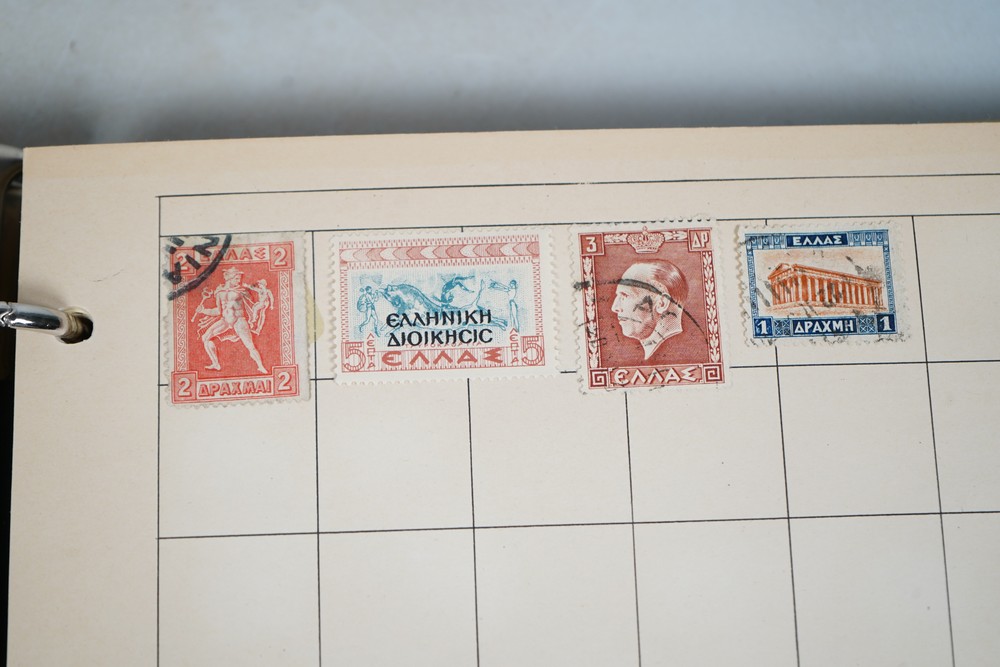 2 ΕΛΛΑΣ 2
2 ΔΡΑΧΜΑΙ 2
ΕΛΛΗΝΙΚΗ
ΔΙΟΙΚΗCΙC
5 ΛΕΠΤΑ ΕΛΛΑΣ ΛΕΠΤΑ 5
3 ΔΡ
ΕΛΛΑΣ
ΕΛΛΑΣ
1 ΔΡΑΧΜΗ 1